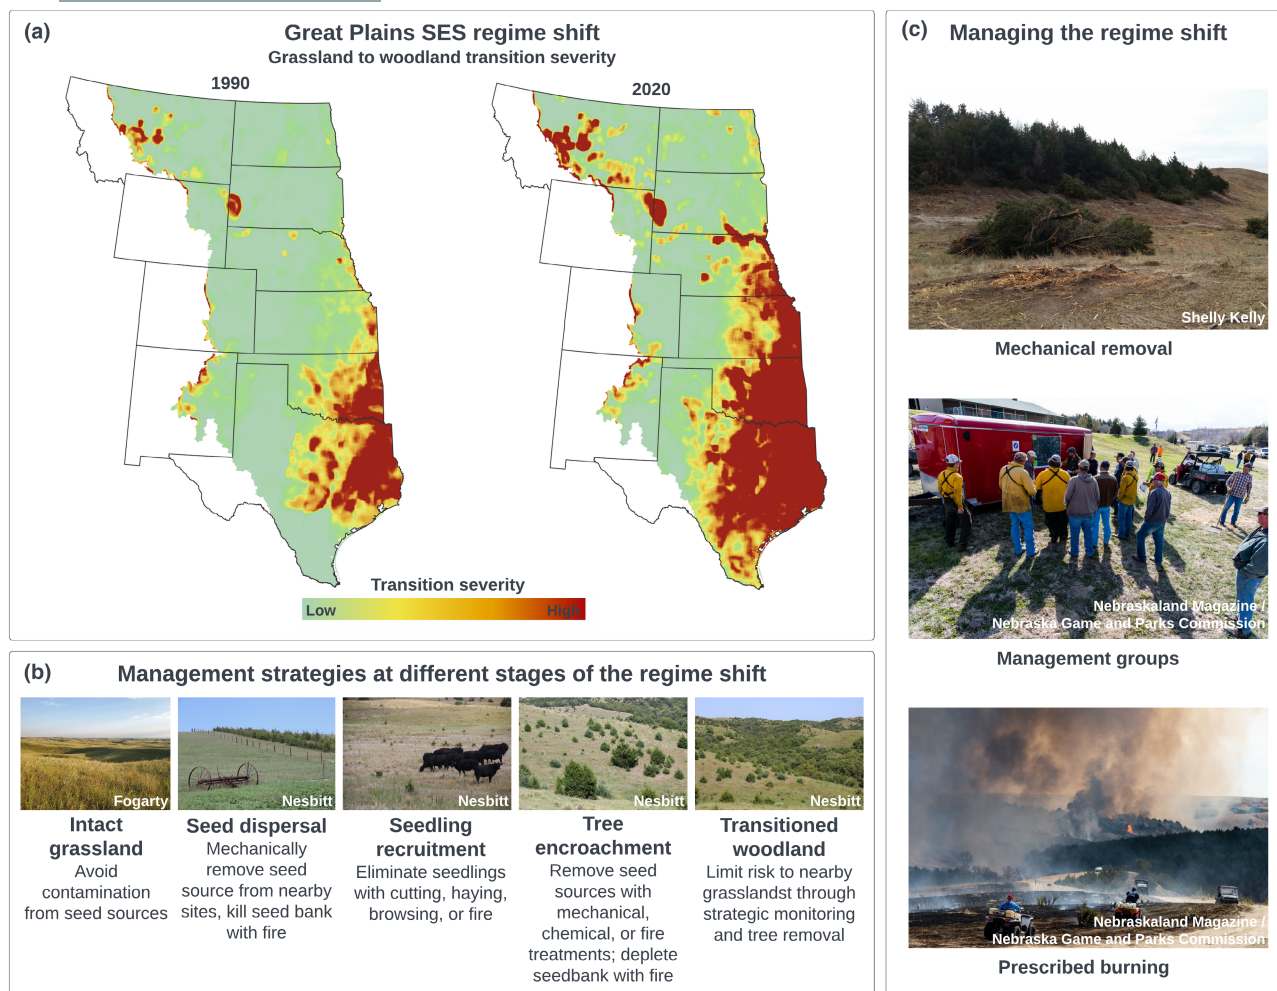 (a)
Great Plains SES regime shift
Grassland to woodland transition severity
1990
2020
Transition severity
Low
High
(b)
Management strategies at different stages of the regime shift
Fogarty
Intact
grassland
Avoid
contamination
from seed sources
Nesbitt
Seed dispersal
Mechanically
remove seed
source from nearby
sites, kill seed bank
with fire
Nesbitt
Seedling
recruitment
Eliminate seedlings
with cutting, haying,
browsing, or fire
Nesbitt
Tree
encroachment
Remove seed
sources with
mechanical,
chemical, or fire
treatments; deplete
seedbank with fire
Nesbitt
Transitioned
woodland
Limit risk to nearby
grasslandst through
strategic monitoring
and tree removal
(c)
Managing the regime shift
Shelly Kelly
Mechanical removal
Nebraskaland Magazine /
Nebraska Game and Parks Commission
Management groups
Nebraskaland Magazine /
Nebraska Game and Parks Commission
Prescribed burning